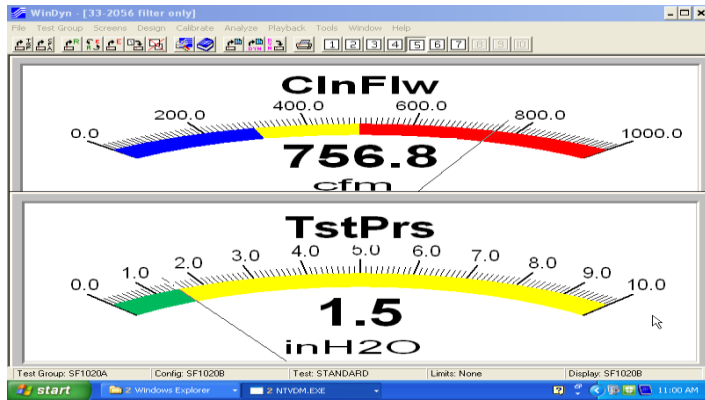 WinDyn - [33-2056 filter only]
File Test Group Screens Design Calibrate Analyze Playback Tools Window Help
1 2 3 4 5 6 7 8 9 10
ClnFlw
0.0 200.0 400.0 600.0 800.0 1000.0
756.8
cfm
TstPrs
0.0 1.0 2.0 3.0 4.0 5.0 6.0 7.0 8.0 9.0 10.0
1.5
inH2O
Test Group: SF1020A Config: SF1020B Test: STANDARD Limits: None Display: SF1020B
start 2 Windows Explorer 2 NTVDM.EXE 11:00 AM